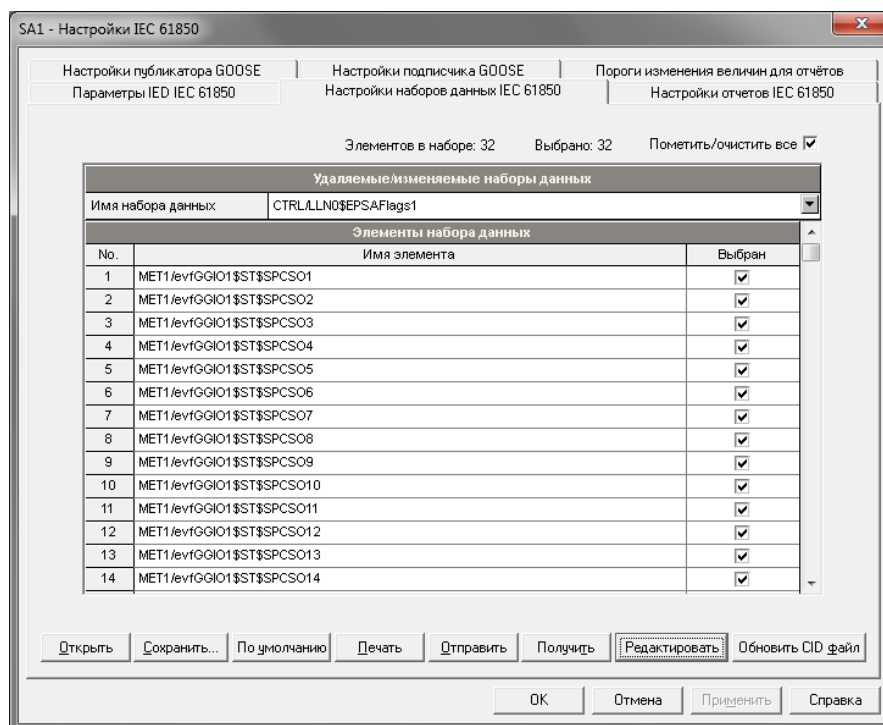 SA1 - Настройки IEC 61850
Настройки публикатора GOOSE
Настройки подписчика GOOSE
Пороги изменения величин для отчётов
Параметры IED IEC 61850
Настройки наборов данных IEC 61850
Настройки отчетов IEC 61850
Элементов в наборе: 32 Выбрано: 32 Пометить/очистить все
Удаляемые/изменяемые наборы данных
Имя набора данных CTRL/LLN0$EPSAFlags1
Элементы набора данных
No. Имя элемента Выбран
1 MET1/evfGGIO1$ST$SPCSO1
2 MET1/evfGGIO1$ST$SPCSO2
3 MET1/evfGGIO1$ST$SPCSO3
4 MET1/evfGGIO1$ST$SPCSO4
5 MET1/evfGGIO1$ST$SPCSO5
6 MET1/evfGGIO1$ST$SPCSO6
7 MET1/evfGGIO1$ST$SPCSO7
8 MET1/evfGGIO1$ST$SPCSO8
9 MET1/evfGGIO1$ST$SPCSO9
10 MET1/evfGGIO1$ST$SPCSO10
11 MET1/evfGGIO1$ST$SPCSO11
12 MET1/evfGGIO1$ST$SPCSO12
13 MET1/evfGGIO1$ST$SPCSO13
14 MET1/evfGGIO1$ST$SPCSO14
Открыть Сохранить... По умолчанию Печать Отправить Получить Редактировать Обновить CID файл
OK Отмена Применить Справка